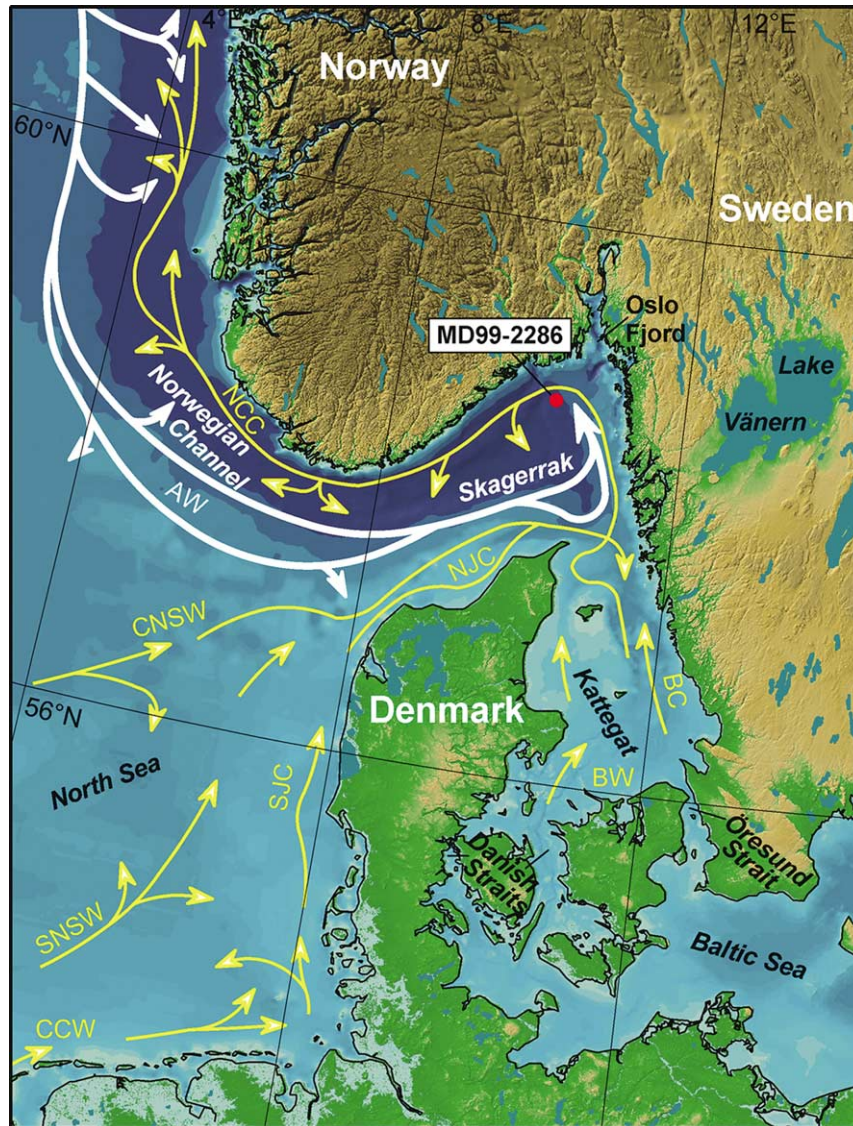 4°E
8°E
12°E
Norway
60°N
Sweden
Oslo
Fjord
MD99-2286
Lake
Vänern
NCC
Norwegian
Channel
Skagerrak
AW
NJC
CNSW
56°N
Denmark
Kattegat
BC
North Sea
SJC
BW
Öresund
Strait
Danish
Straits
SNSW
Baltic Sea
CCW